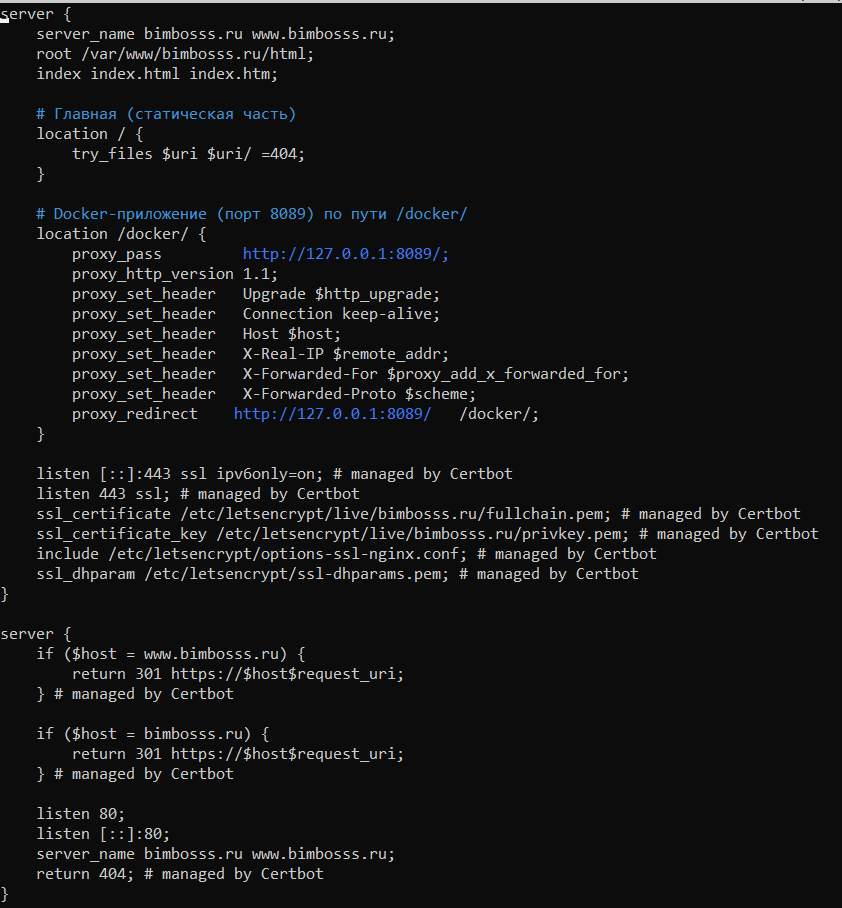 server {
    server_name bimbosss.ru www.bimbosss.ru;
    root /var/www/bimbosss.ru/html;
    index index.html index.htm;

    # Главная (статическая часть)
    location / {
        try_files $uri $uri/ =404;
    }

    # Docker-приложение (порт 8089) по пути /docker/
    location /docker/ {
        proxy_pass         http://127.0.0.1:8089/;
        proxy_http_version 1.1;
        proxy_set_header   Upgrade $http_upgrade;
        proxy_set_header   Connection keep-alive;
        proxy_set_header   Host $host;
        proxy_set_header   X-Real-IP $remote_addr;
        proxy_set_header   X-Forwarded-For $proxy_add_x_forwarded_for;
        proxy_set_header   X-Forwarded-Proto $scheme;
        proxy_redirect    http://127.0.0.1:8089/   /docker/;
    }

    listen [::]:443 ssl ipv6only=on; # managed by Certbot
    listen 443 ssl; # managed by Certbot
    ssl_certificate /etc/letsencrypt/live/bimbosss.ru/fullchain.pem; # managed by Certbot
    ssl_certificate_key /etc/letsencrypt/live/bimbosss.ru/privkey.pem; # managed by Certbot
    include /etc/letsencrypt/options-ssl-nginx.conf; # managed by Certbot
    ssl_dhparam /etc/letsencrypt/ssl-dhparams.pem; # managed by Certbot
}

server {
    if ($host = www.bimbosss.ru) {
        return 301 https://$host$request_uri;
    } # managed by Certbot

    if ($host = bimbosss.ru) {
        return 301 https://$host$request_uri;
    } # managed by Certbot

    listen 80;
    listen [::]:80;
    server_name bimbosss.ru www.bimbosss.ru;
    return 404; # managed by Certbot
}